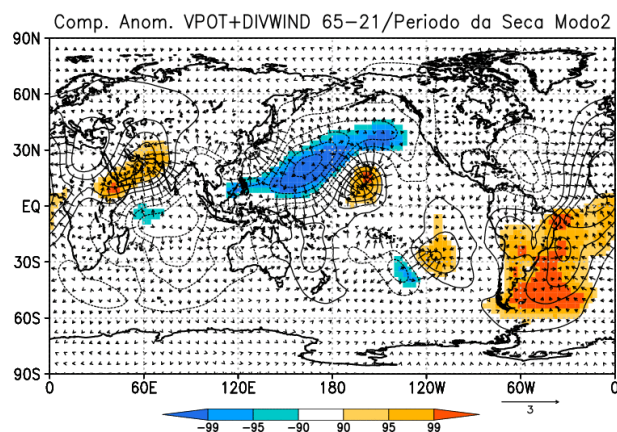 Comp. Anom. VPOT+DIVWIND 65-21/Periodo da Seca Modo2
90N
60N
30N
EQ
30S
60S
90S
0 60E 120E 180 120W 60W 0
-99 -95 -90 90 95 99
3